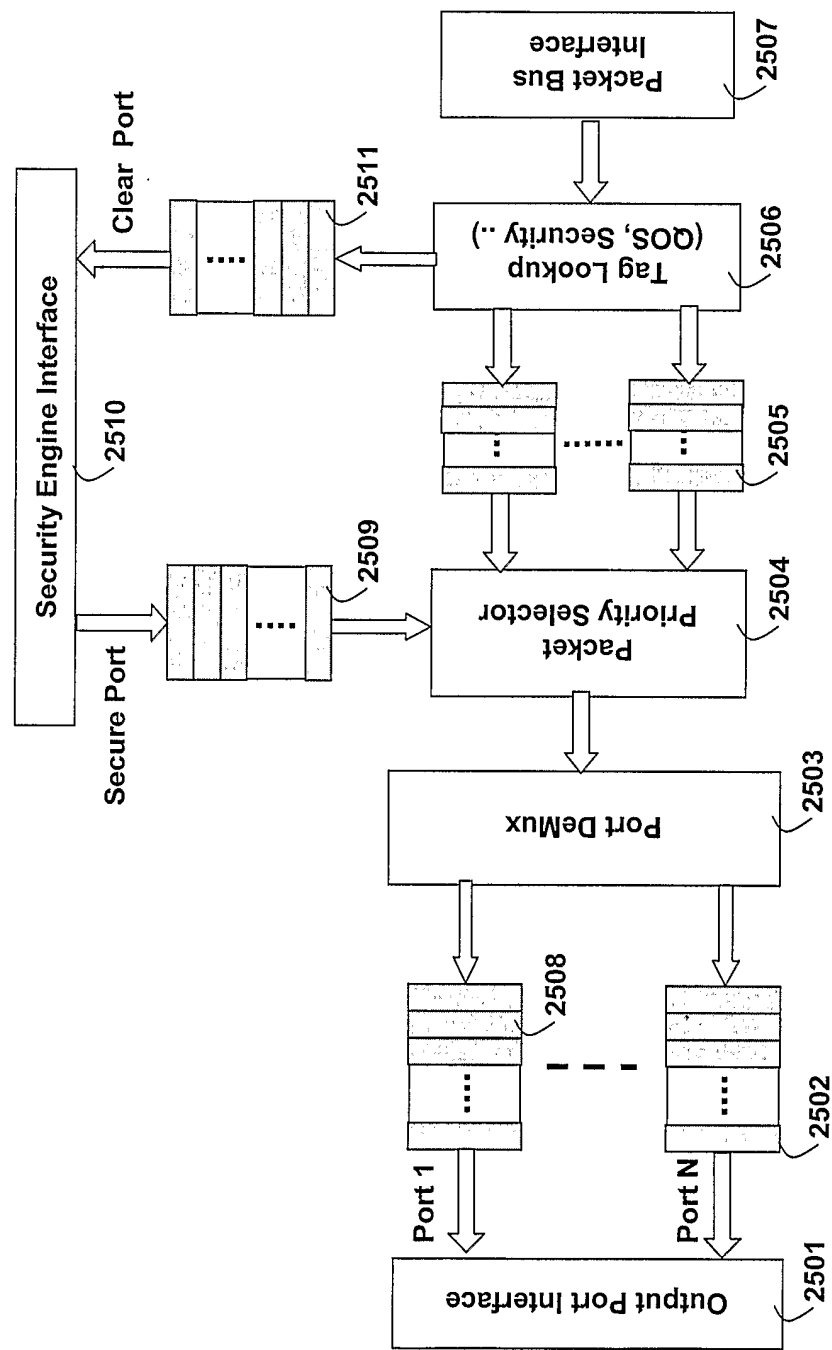 Security Engine Interface
2510
Secure Port
Clear Port
2509
2511
Output Port Interface
2501
Port 1
Port N
2508
2502
Port DeMux
2503
Packet
Priority Selector
2504
2505
Tag Lookup
(QOS, Security ..)
2506
Packet Bus
Interface
2507